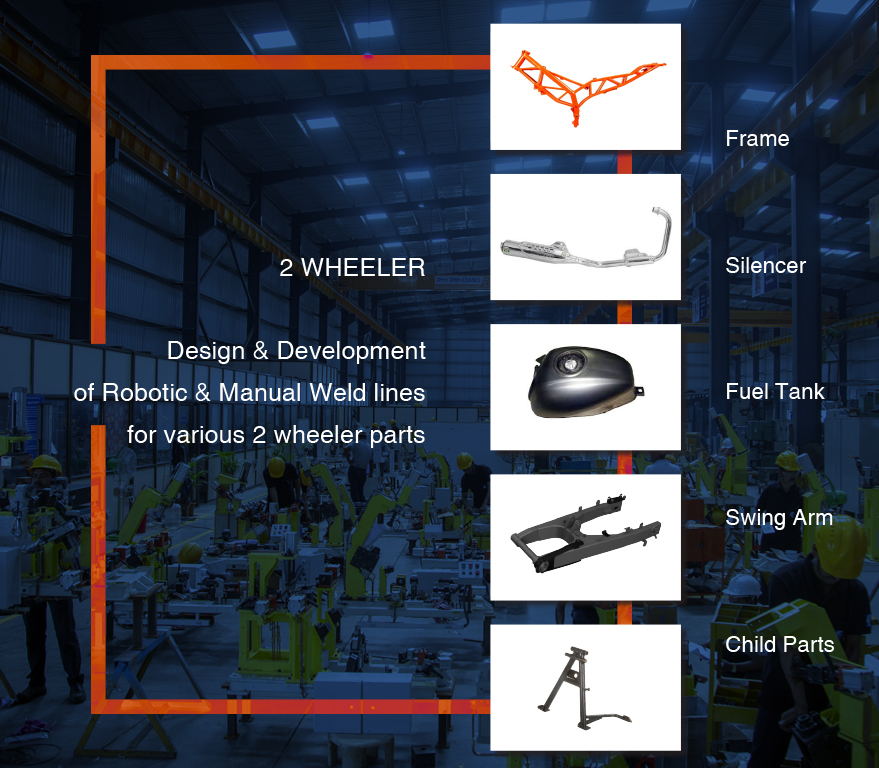 2 WHEELER
Design & Development
of Robotic & Manual Weld lines
for various 2 wheeler parts
Frame
Silencer
Fuel Tank
Swing Arm
Child Parts